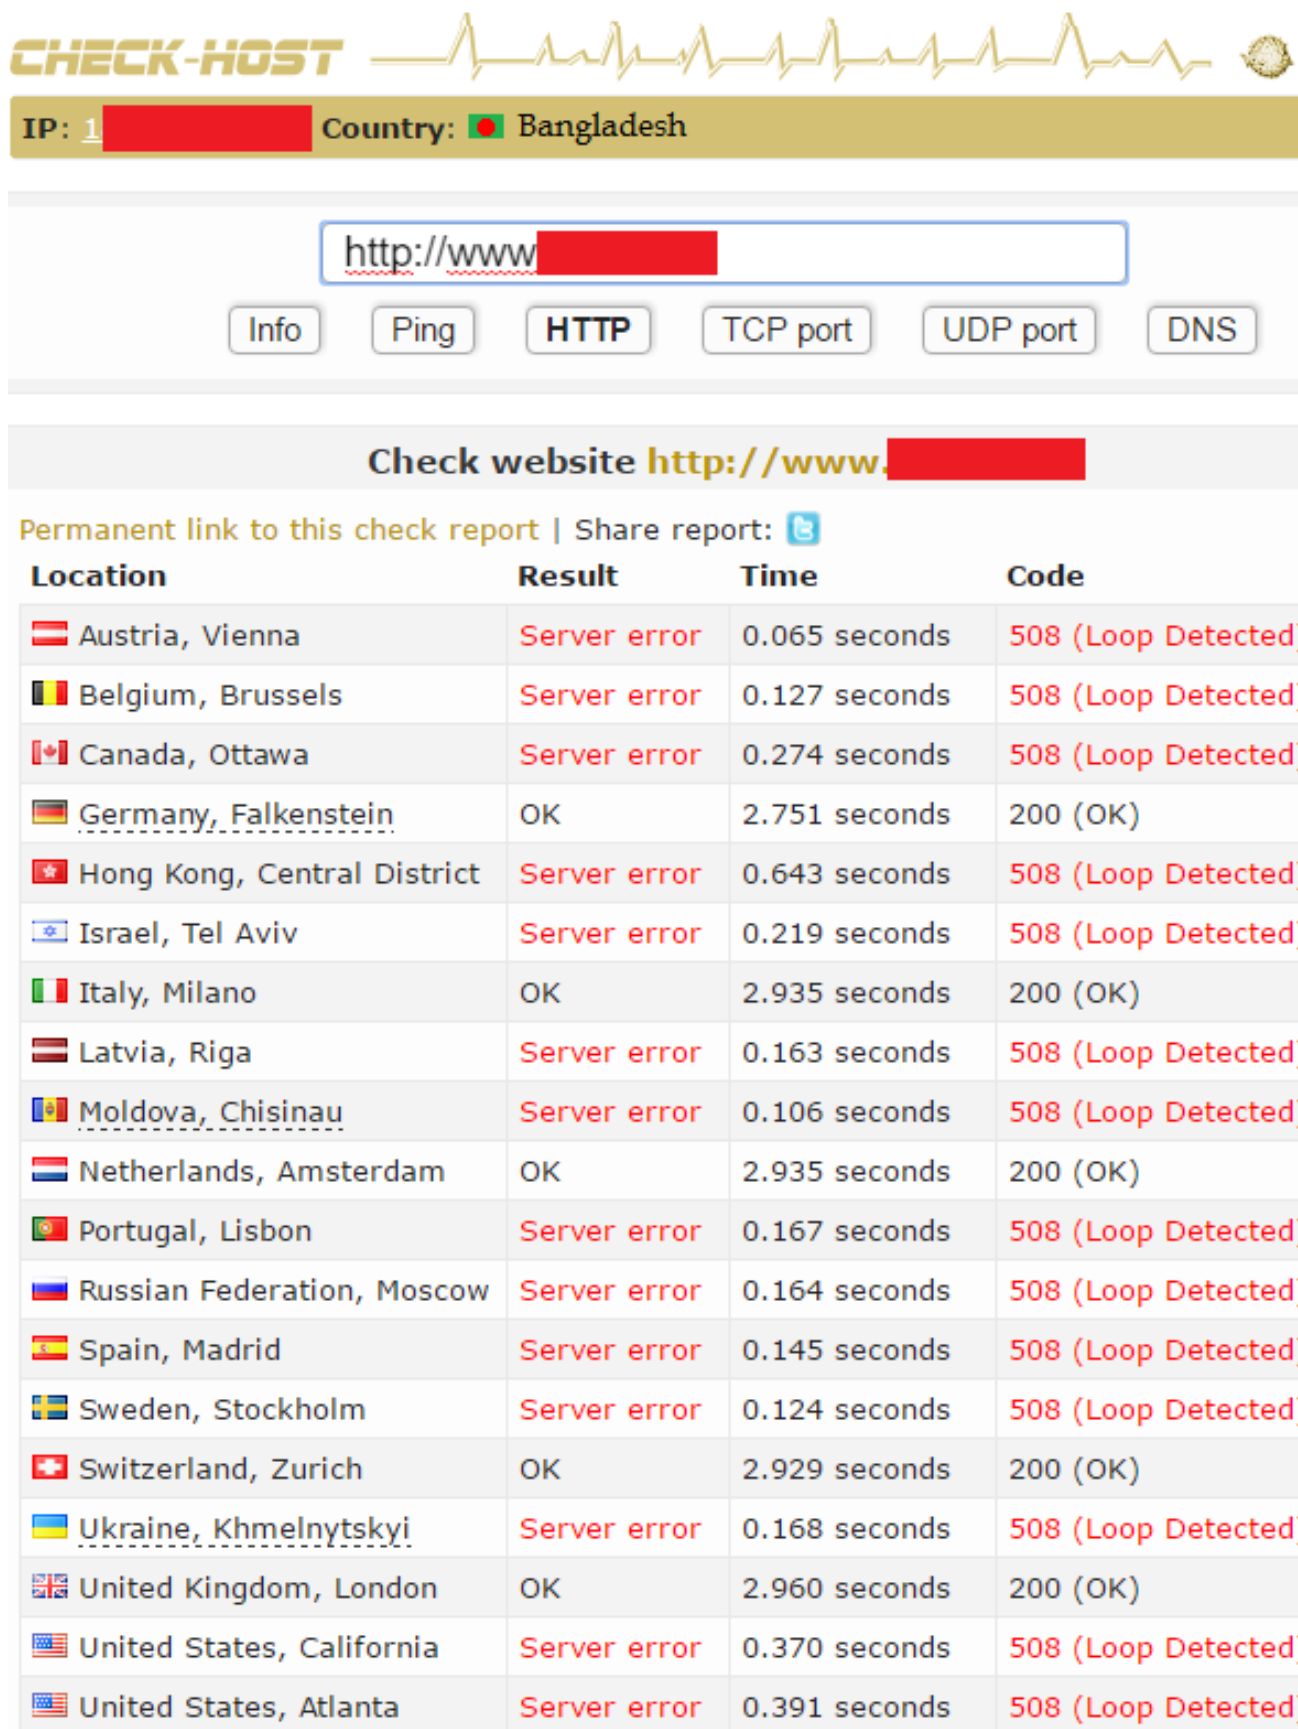 CHECK-HOST
IP: 1 Country: Bangladesh
http://www
Info Ping HTTP TCP port UDP port DNS
Check website http://www.
Permanent link to this check report | Share report:
Location Result Time Code
Austria, Vienna Server error 0.065 seconds 508 (Loop Detected)
Belgium, Brussels Server error 0.127 seconds 508 (Loop Detected)
Canada, Ottawa Server error 0.274 seconds 508 (Loop Detected)
Germany, Falkenstein OK 2.751 seconds 200 (OK)
Hong Kong, Central District Server error 0.643 seconds 508 (Loop Detected)
Israel, Tel Aviv Server error 0.219 seconds 508 (Loop Detected)
Italy, Milano OK 2.935 seconds 200 (OK)
Latvia, Riga Server error 0.163 seconds 508 (Loop Detected)
Moldova, Chisinau Server error 0.106 seconds 508 (Loop Detected)
Netherlands, Amsterdam OK 2.935 seconds 200 (OK)
Portugal, Lisbon Server error 0.167 seconds 508 (Loop Detected)
Russian Federation, Moscow Server error 0.164 seconds 508 (Loop Detected)
Spain, Madrid Server error 0.145 seconds 508 (Loop Detected)
Sweden, Stockholm Server error 0.124 seconds 508 (Loop Detected)
Switzerland, Zurich OK 2.929 seconds 200 (OK)
Ukraine, Khmelnytskyi Server error 0.168 seconds 508 (Loop Detected)
United Kingdom, London OK 2.960 seconds 200 (OK)
United States, California Server error 0.370 seconds 508 (Loop Detected)
United States, Atlanta Server error 0.391 seconds 508 (Loop Detected)